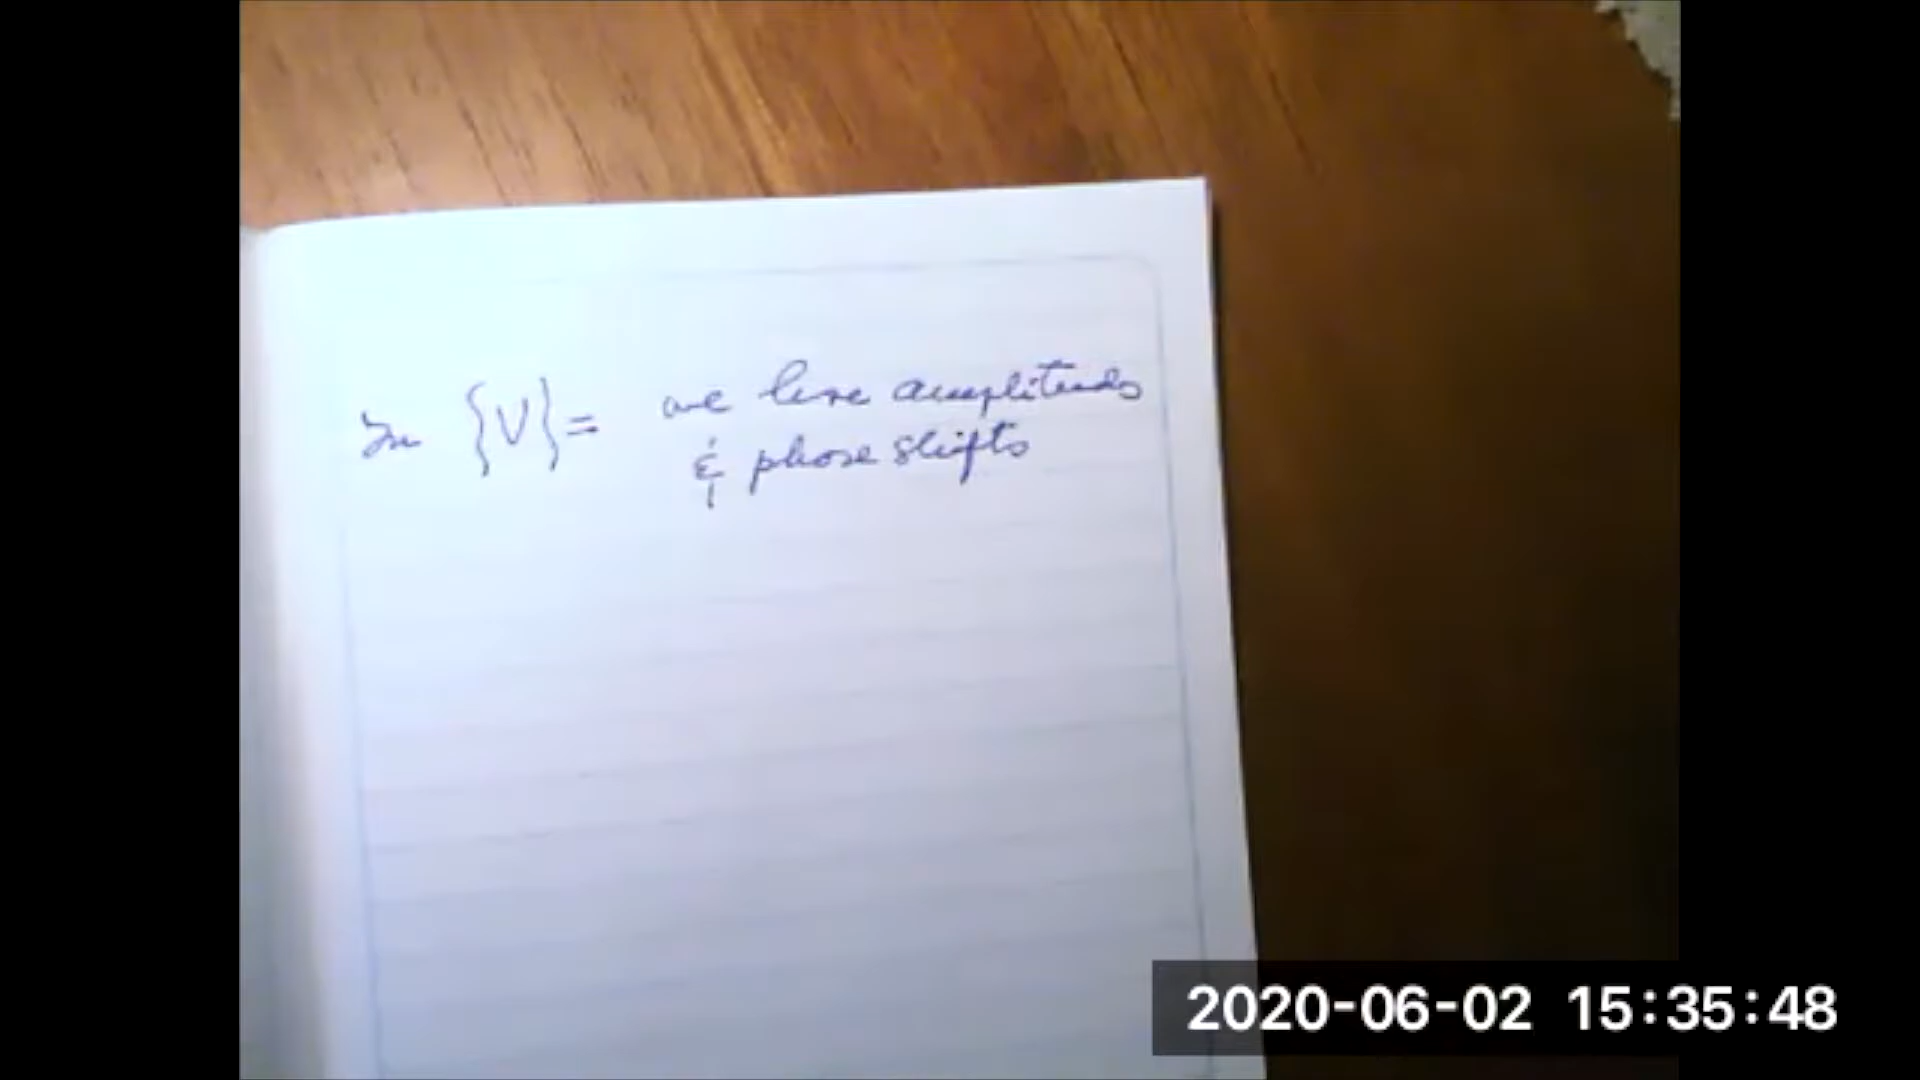 In {V} = we have amplitudes
& phase shifts
2020-06-02 15:35:48